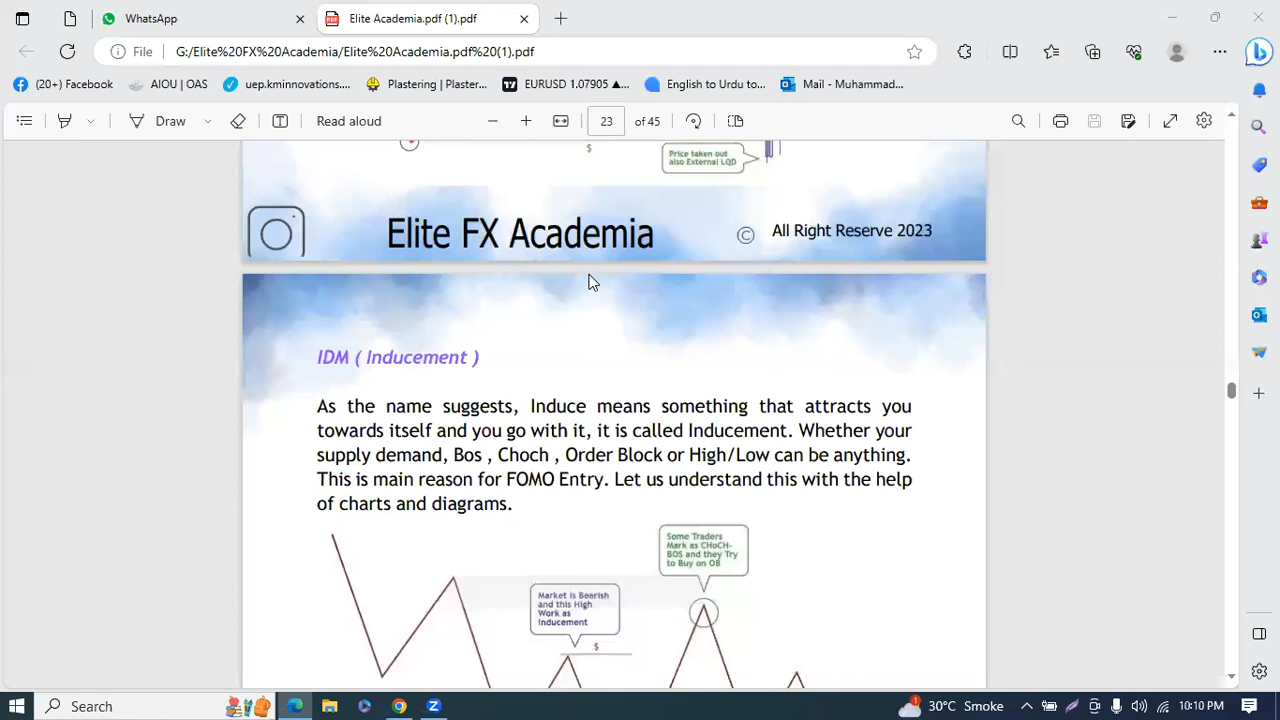 WhatsApp
Elite Academia.pdf (1).pdf
File
G:/Elite%20FX%20Academia/Elite%20Academia.pdf%20(1).pdf
(20+) Facebook
AIOU | OAS
uep.kminnovations....
Plastering | Plaster...
EURUSD 1.07905 ▲...
English to Urdu to...
Mail - Muhammad...
Draw
Read aloud
23
of 45
$
Price taken out
also External LQD
Elite FX Academia
© All Right Reserve 2023
IDM ( Inducement )
As the name suggests, Induce means something that attracts you
towards itself and you go with it, it is called Inducement. Whether your
supply demand, Bos , Choch , Order Block or High/Low can be anything.
This is main reason for FOMO Entry. Let us understand this with the help
of charts and diagrams.
Some Traders
Mark as CHoCH-
BOS and they Try
to Buy on OB
Market is Bearish
and this High
Work as
Inducement
$
Search
1
30°C Smoke
10:10 PM